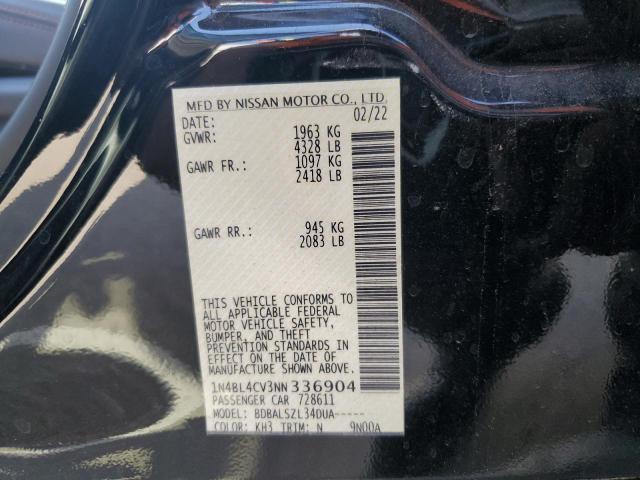 MFD BY NISSAN MOTOR CO., LTD.
DATE: 02/22
GVWR: 1963 KG
4328 LB
GAWR FR.: 1097 KG
2418 LB
GAWR RR.: 945 KG
2083 LB
THIS VEHICLE CONFORMS TO
ALL APPLICABLE FEDERAL
MOTOR VEHICLE SAFETY,
BUMPER, AND THEFT
PREVENTION STANDARDS IN
EFFECT ON THE DATE OF
MANUFACTURE SHOWN ABOVE.
1N4BL4CV3NN336904
PASSENGER CAR 728611
MODEL: BDBALSZL34DUA-----
COLOR: KH3 TRIM: N 9N00A